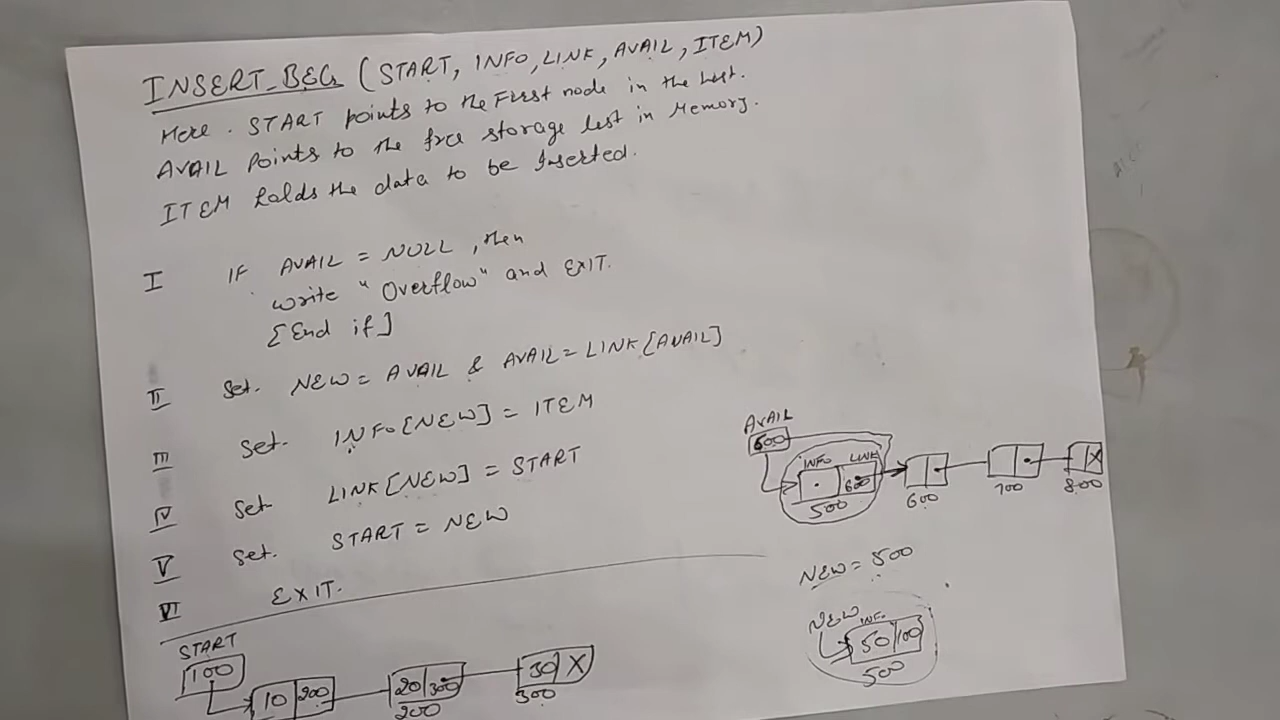 INSERT_BEG (START, INFO, LINK, AVAIL, ITEM)
Here. START points to the First node in the List.
AVAIL points to the free storage list in Memory.
ITEM holds the data to be Inserted.
I IF AVAIL = NULL, then
write "Overflow" and EXIT.
[End if]
II Set. NEW = AVAIL & AVAIL = LINK[AVAIL]
III Set. INFO[NEW] = ITEM
IV Set LINK[NEW] = START
V Set. START = NEW
VI EXIT.
AVAIL
600
INFO LINK
600
500 600 700 800
X
NEW = 500
NEW INFO
50 100
500
START
100
10 200 20 300 30 X
200 300